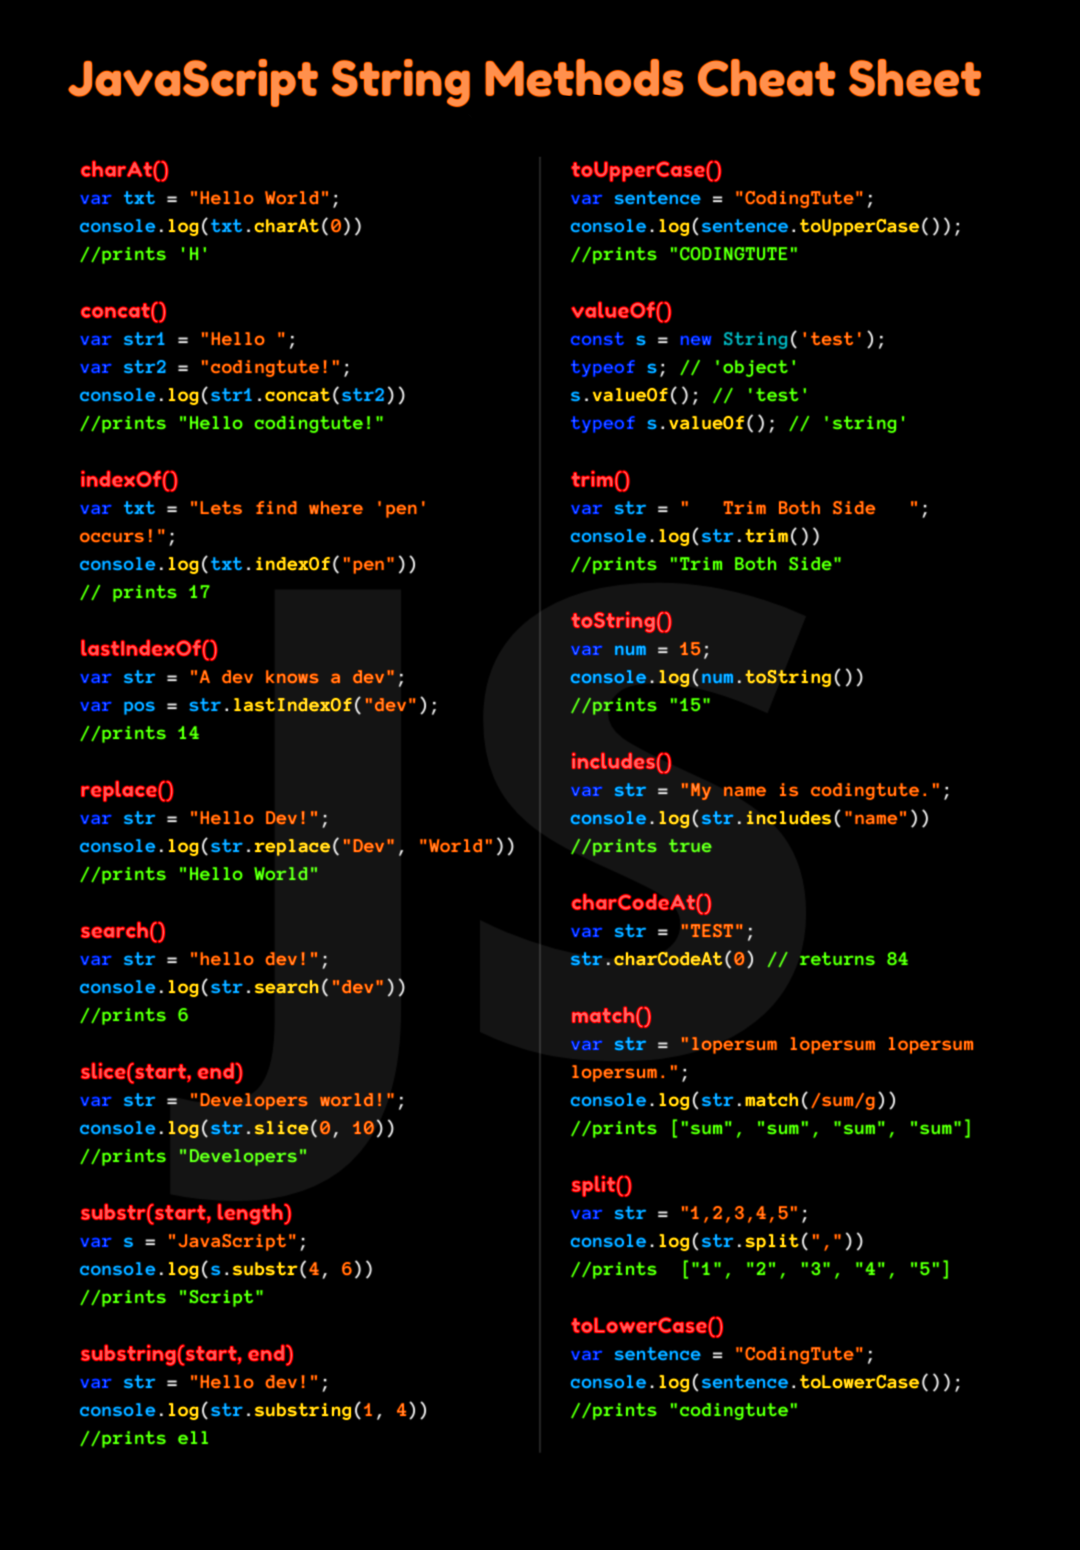 JavaScript String Methods Cheat Sheet
charAt()
var txt = "Hello World";
console.log(txt.charAt(0))
//prints 'H'
concat()
var str1 = "Hello ";
var str2 = "codingtute!";
console.log(str1.concat(str2))
//prints "Hello codingtute!"
indexOf()
var txt = "Lets find where 'pen'
occurs!";
console.log(txt.indexOf("pen"))
// prints 17
lastIndexOf()
var str = "A dev knows a dev";
var pos = str.lastIndexOf("dev");
//prints 14
replace()
var str = "Hello Dev!";
console.log(str.replace("Dev", "World"))
//prints "Hello World"
search()
var str = "hello dev!";
console.log(str.search("dev"))
//prints 6
slice(start, end)
var str = "Developers world!";
console.log(str.slice(0, 10))
//prints "Developers"
substr(start, length)
var s = "JavaScript";
console.log(s.substr(4, 6))
//prints "Script"
substring(start, end)
var str = "Hello dev!";
console.log(str.substring(1, 4))
//prints ell
toUpperCase()
var sentence = "CodingTute";
console.log(sentence.toUpperCase());
//prints "CODINGTUTE"
valueOf()
const s = new String('test');
typeof s; // 'object'
s.valueOf(); // 'test'
typeof s.valueOf(); // 'string'
trim()
var str = "   Trim Both Side   ";
console.log(str.trim())
//prints "Trim Both Side"
toString()
var num = 15;
console.log(num.toString())
//prints "15"
includes()
var str = "My name is codingtute.";
console.log(str.includes("name"))
//prints true
charCodeAt()
var str = "TEST";
str.charCodeAt(0) // returns 84
match()
var str = "lopersum lopersum lopersum
lopersum.";
console.log(str.match(/sum/g))
//prints ["sum", "sum", "sum", "sum"]
split()
var str = "1,2,3,4,5";
console.log(str.split(","))
//prints  ["1", "2", "3", "4", "5"]
toLowerCase()
var sentence = "CodingTute";
console.log(sentence.toLowerCase());
//prints "codingtute"
JS